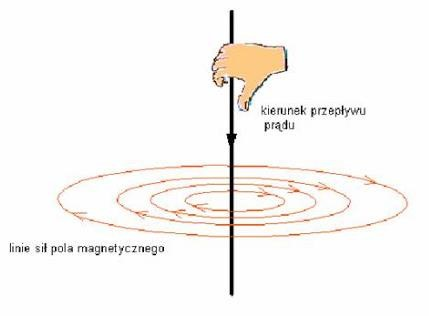 kierunek przepływu
prądu
linie sił pola magnetycznego